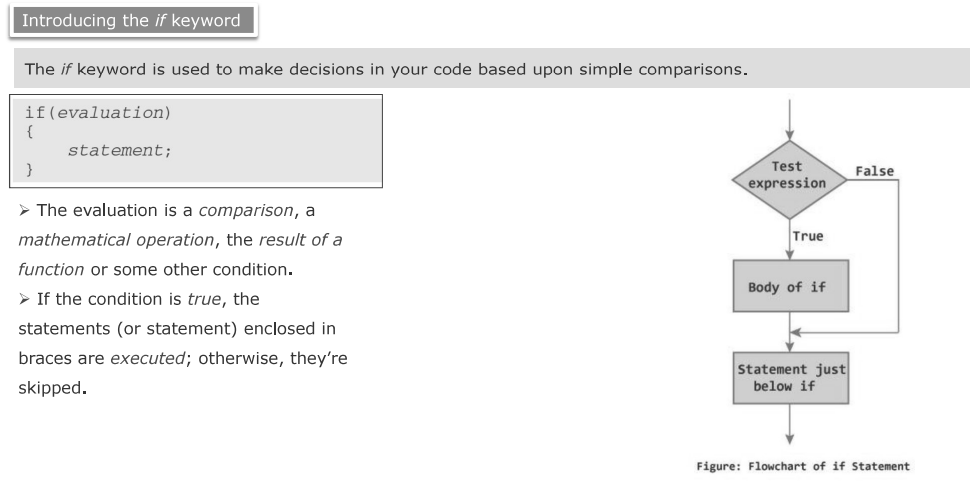 Introducing the if keyword
The if keyword is used to make decisions in your code based upon simple comparisons.
if(evaluation)
{
statement;
}
➢ The evaluation is a comparison, a
mathematical operation, the result of a
function or some other condition.
➢ If the condition is true, the
statements (or statement) enclosed in
braces are executed; otherwise, they’re
skipped.
Test
expression
False
True
Body of if
Statement just
below if
Figure: Flowchart of if Statement